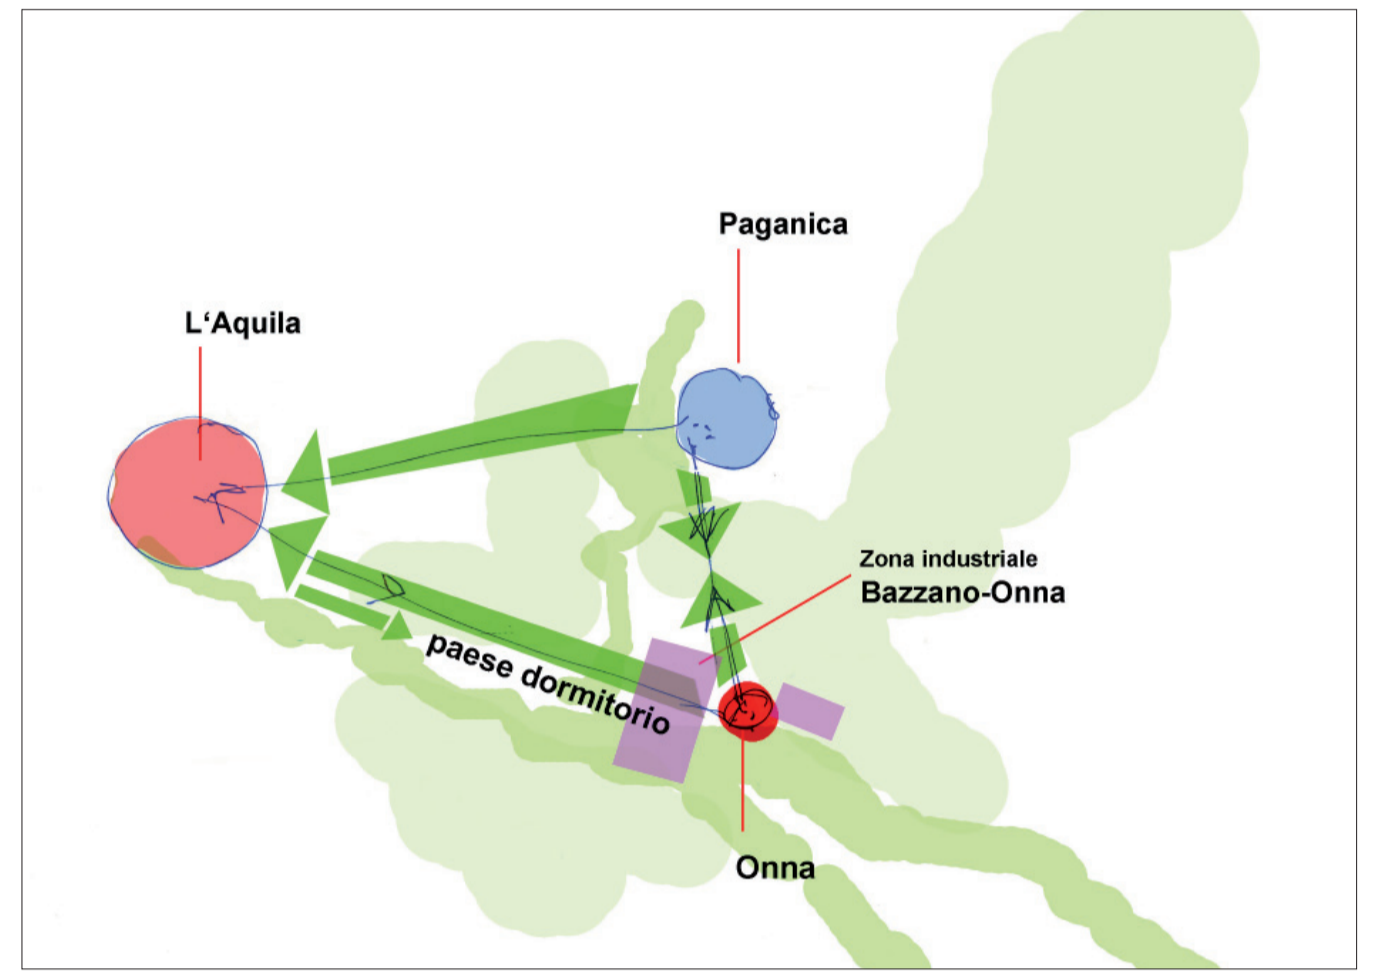 Paganica
L‘Aquila
Zona industriale
Bazzano-Onna
paese dormitorio
Onna